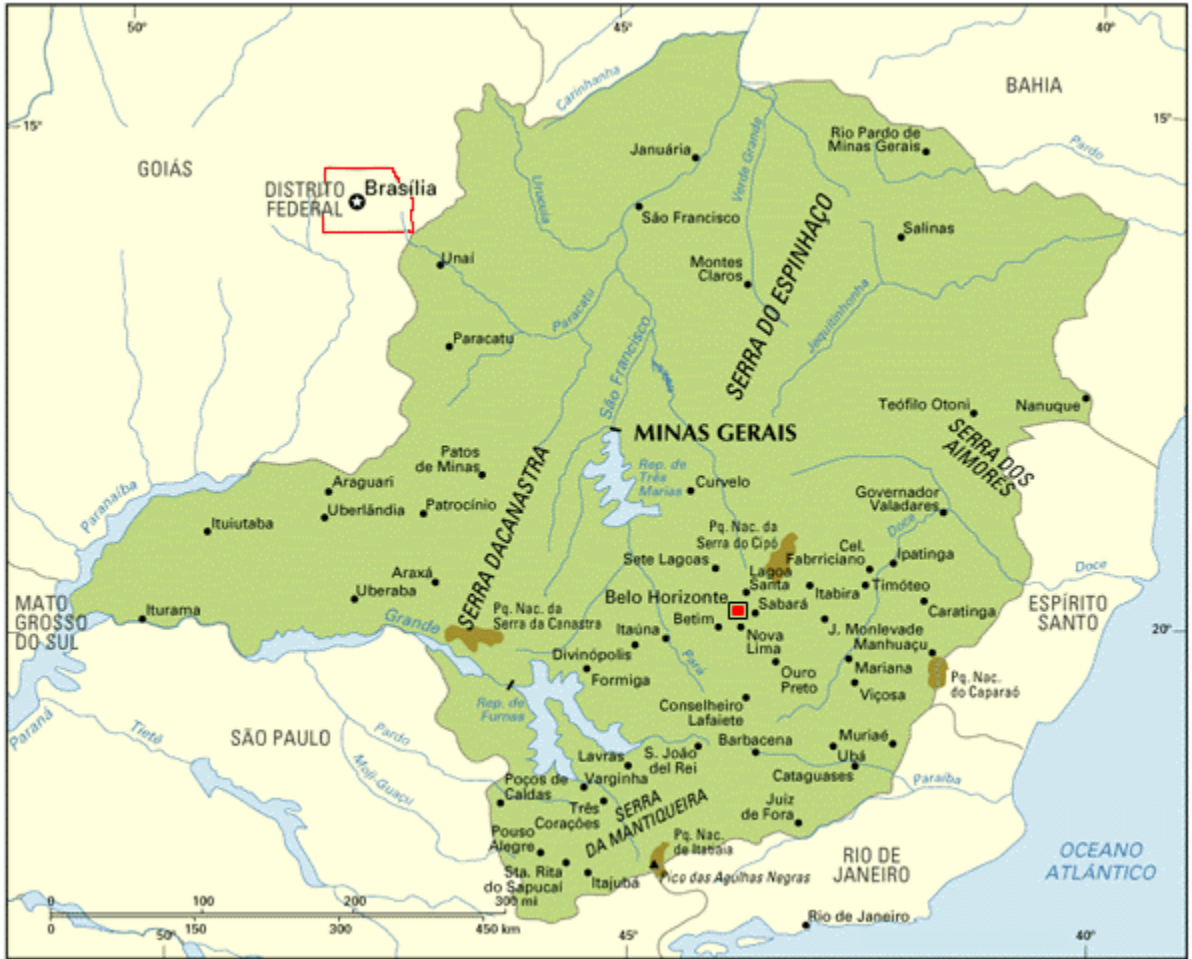 50°
45°
40°
15°
15°
BAHIA
Carinhanha
GOIÁS
DISTRITO
FEDERAL
Brasília
Januária
Rio Pardo de
Minas Gerais
Pardo
Urucuia
Verde Grande
São Francisco
Salinas
Unaí
Montes
Claros
SERRA DO ESPINHAÇO
Paracatu
Jequitinhonha
Paracatu
São Francisco
Teófilo Otoni
Nanuque
MINAS GERAIS
SERRA DOS
AIMORÉS
Patos
de Minas
SERRA DACANASTRA
Rep. de
Três
Marias
Curvelo
Araguari
Paranaíba
Uberlândia
Patrocínio
Ituiutaba
Governador
Valadares
Doce
Pq. Nac. da
Serra do Cipó
Cel.
Fabrriciano
Ipatinga
Sete Lagoas
Lagoa
Santa
Doce
Araxá
Uberaba
Itabira
Timóteo
Belo Horizonte
Sabará
Caratinga
MATO
GROSSO
DO SUL
Iturama
Grande
Pq. Nac. da
Serra da Canastra
Betim
Nova
Lima
J. Monlevade
ESPÍRITO
SANTO
20°
Itaúna
Manhuaçu
Divinópolis
Pará
Ouro
Preto
Mariana
Formiga
Viçosa
Pq. Nac.
do Caparaó
Rep. de
Furnas
Conselheiro
Lafaiete
Paraná
Tietê
SÃO PAULO
Pardo
Moji-Guaçu
Barbacena
Muriaé
Ubá
Lavras
S. João
del Rei
Cataguases
Paraíba
Poços de
Caldas
Varginha
Três
Corações
SERRA
DA MANTIQUEIRA
Juiz
de Fora
Pouso
Alegre
Pq. Nac.
de Itatiaia
Sta. Rita
do Sapucaí
Itajubá
Pico das Agulhas Negras
RIO DE
JANEIRO
OCEANO
ATLÂNTICO
Rio de Janeiro
0
100
200
300 mi
0
150
300
450 km
50°
45°
40°